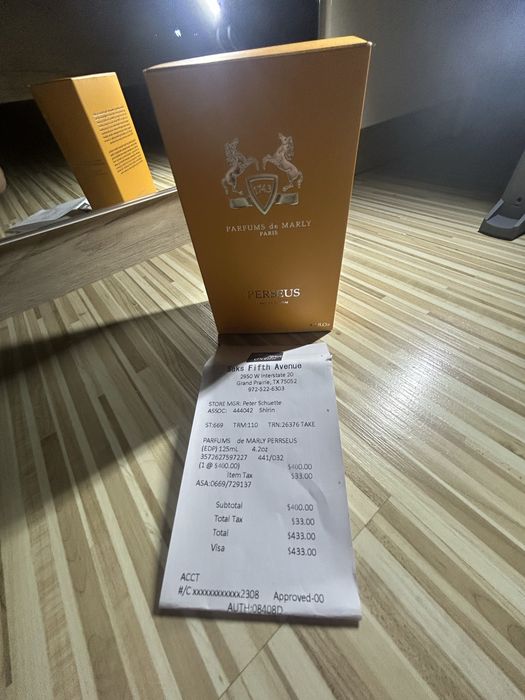 1743
PARFUMS de MARLY
PARIS
PERSEUS
Saks Fifth Avenue
2950 W Interstate 20
Grand Prairie, TX 75052
972-522-6303
STORE MGR: Peter Schuette
ASSOC: 444042 Shirin
ST:669 TRM:110 TRN:26376 TAKE
PARFUMS de MARLY PERRSEUS
(EDP) 125mL 4.2oz
3572627597227 441/032
(1 @ $400.00) $400.00
Item Tax $33.00
ASA:0669/729137
Subtotal $400.00
Total Tax $33.00
Total $433.00
Visa $433.00
ACCT
#/C xxxxxxxxxxxx2308 Approved-00
AUTH:08408D